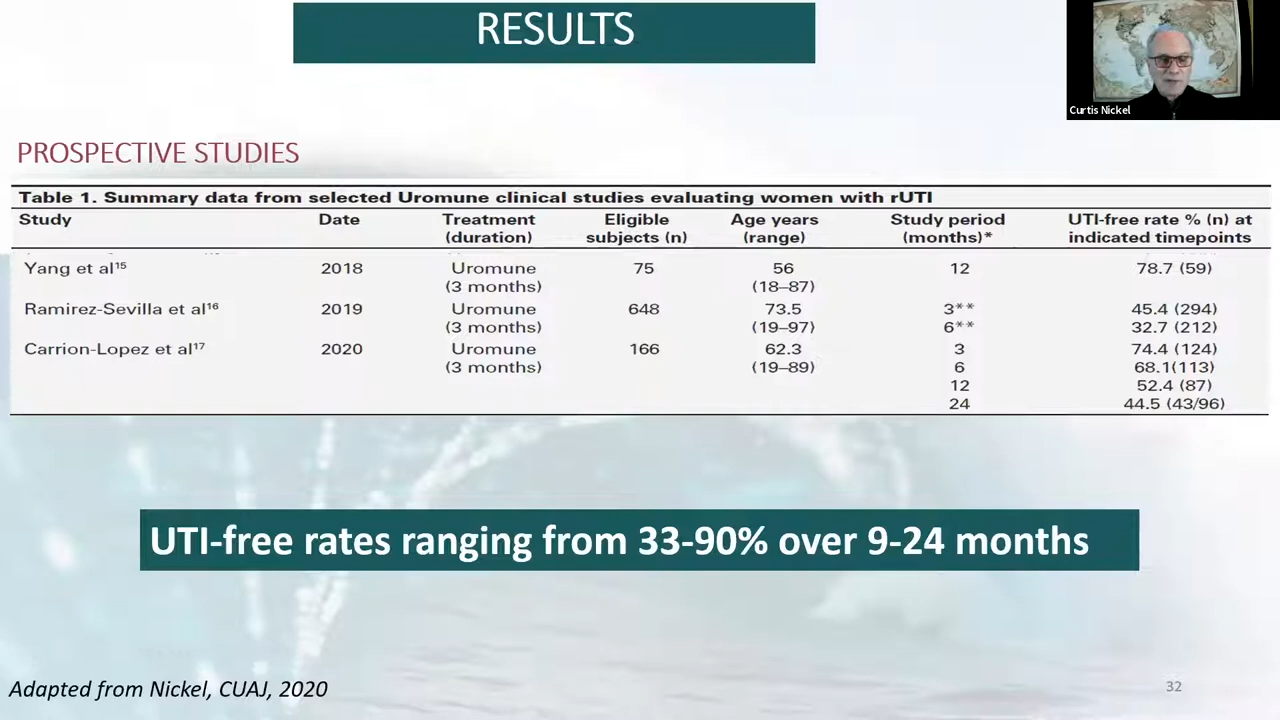 RESULTS
Curtis Nickel
PROSPECTIVE STUDIES
Table 1. Summary data from selected Uromune clinical studies evaluating women with rUTI
Study Date Treatment (duration) Eligible subjects (n) Age years (range) Study period (months)* UTI-free rate % (n) at indicated timepoints
Yang et al¹⁵ 2018 Uromune 75 56 12 78.7 (59)
(3 months) (18–87)
Ramirez-Sevilla et al¹⁶ 2019 Uromune 648 73.5 3** 45.4 (294)
(3 months) (19–97) 6** 32.7 (212)
Carrion-Lopez et al¹⁷ 2020 Uromune 166 62.3 3 74.4 (124)
(3 months) (19–89) 6 68.1(113)
12 52.4 (87)
24 44.5 (43/96)
UTI-free rates ranging from 33-90% over 9-24 months
Adapted from Nickel, CUAJ, 2020
32